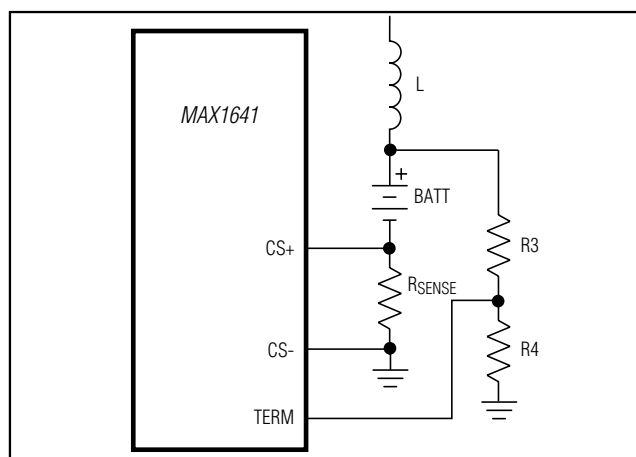 L
MAX1641
+
BATT
CS+
R3
RSENSE
CS-
R4
TERM